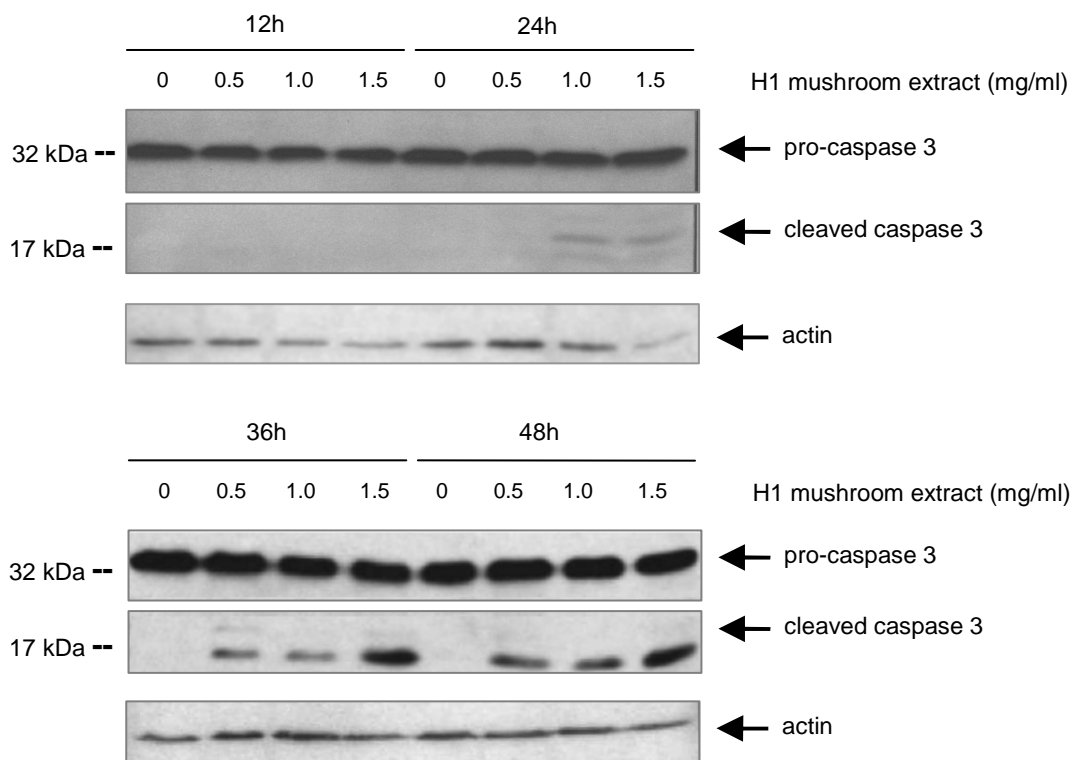 12h 24h
0 0.5 1.0 1.5 0 0.5 1.0 1.5 H1 mushroom extract (mg/ml)
32 kDa -- pro-caspase 3
17 kDa -- cleaved caspase 3
actin
36h 48h
0 0.5 1.0 1.5 0 0.5 1.0 1.5 H1 mushroom extract (mg/ml)
32 kDa -- pro-caspase 3
17 kDa -- cleaved caspase 3
actin